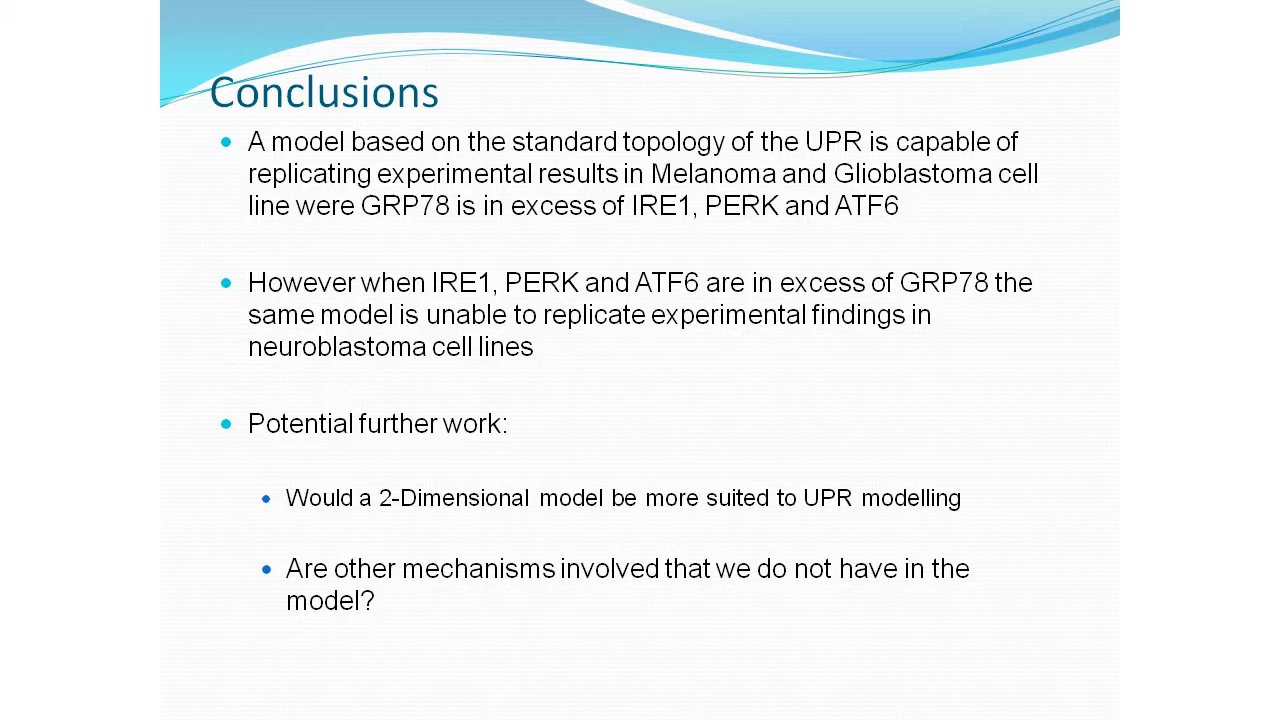 Conclusions
A model based on the standard topology of the UPR is capable of
replicating experimental results in Melanoma and Glioblastoma cell
line were GRP78 is in excess of IRE1, PERK and ATF6
However when IRE1, PERK and ATF6 are in excess of GRP78 the
same model is unable to replicate experimental findings in
neuroblastoma cell lines
Potential further work:
Would a 2-Dimensional model be more suited to UPR modelling
Are other mechanisms involved that we do not have in the
model?